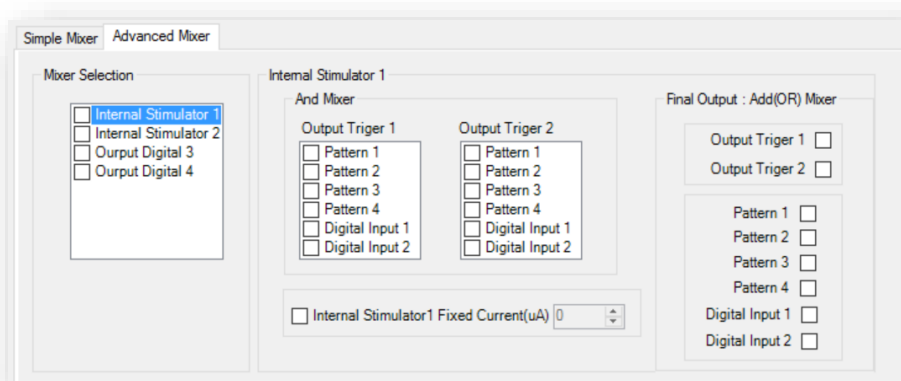 Simple Mixer
Advanced Mixer
Mixer Selection
Internal Stimulator 1
Internal Stimulator 2
Ourput Digital 3
Ourput Digital 4
Internal Stimulator 1
And Mixer
Output Triger 1
Pattern 1
Pattern 2
Pattern 3
Pattern 4
Digital Input 1
Digital Input 2
Output Triger 2
Pattern 1
Pattern 2
Pattern 3
Pattern 4
Digital Input 1
Digital Input 2
Internal Stimulator1 Fixed Current(uA) 0
Final Output : Add(OR) Mixer
Output Triger 1
Output Triger 2
Pattern 1
Pattern 2
Pattern 3
Pattern 4
Digital Input 1
Digital Input 2